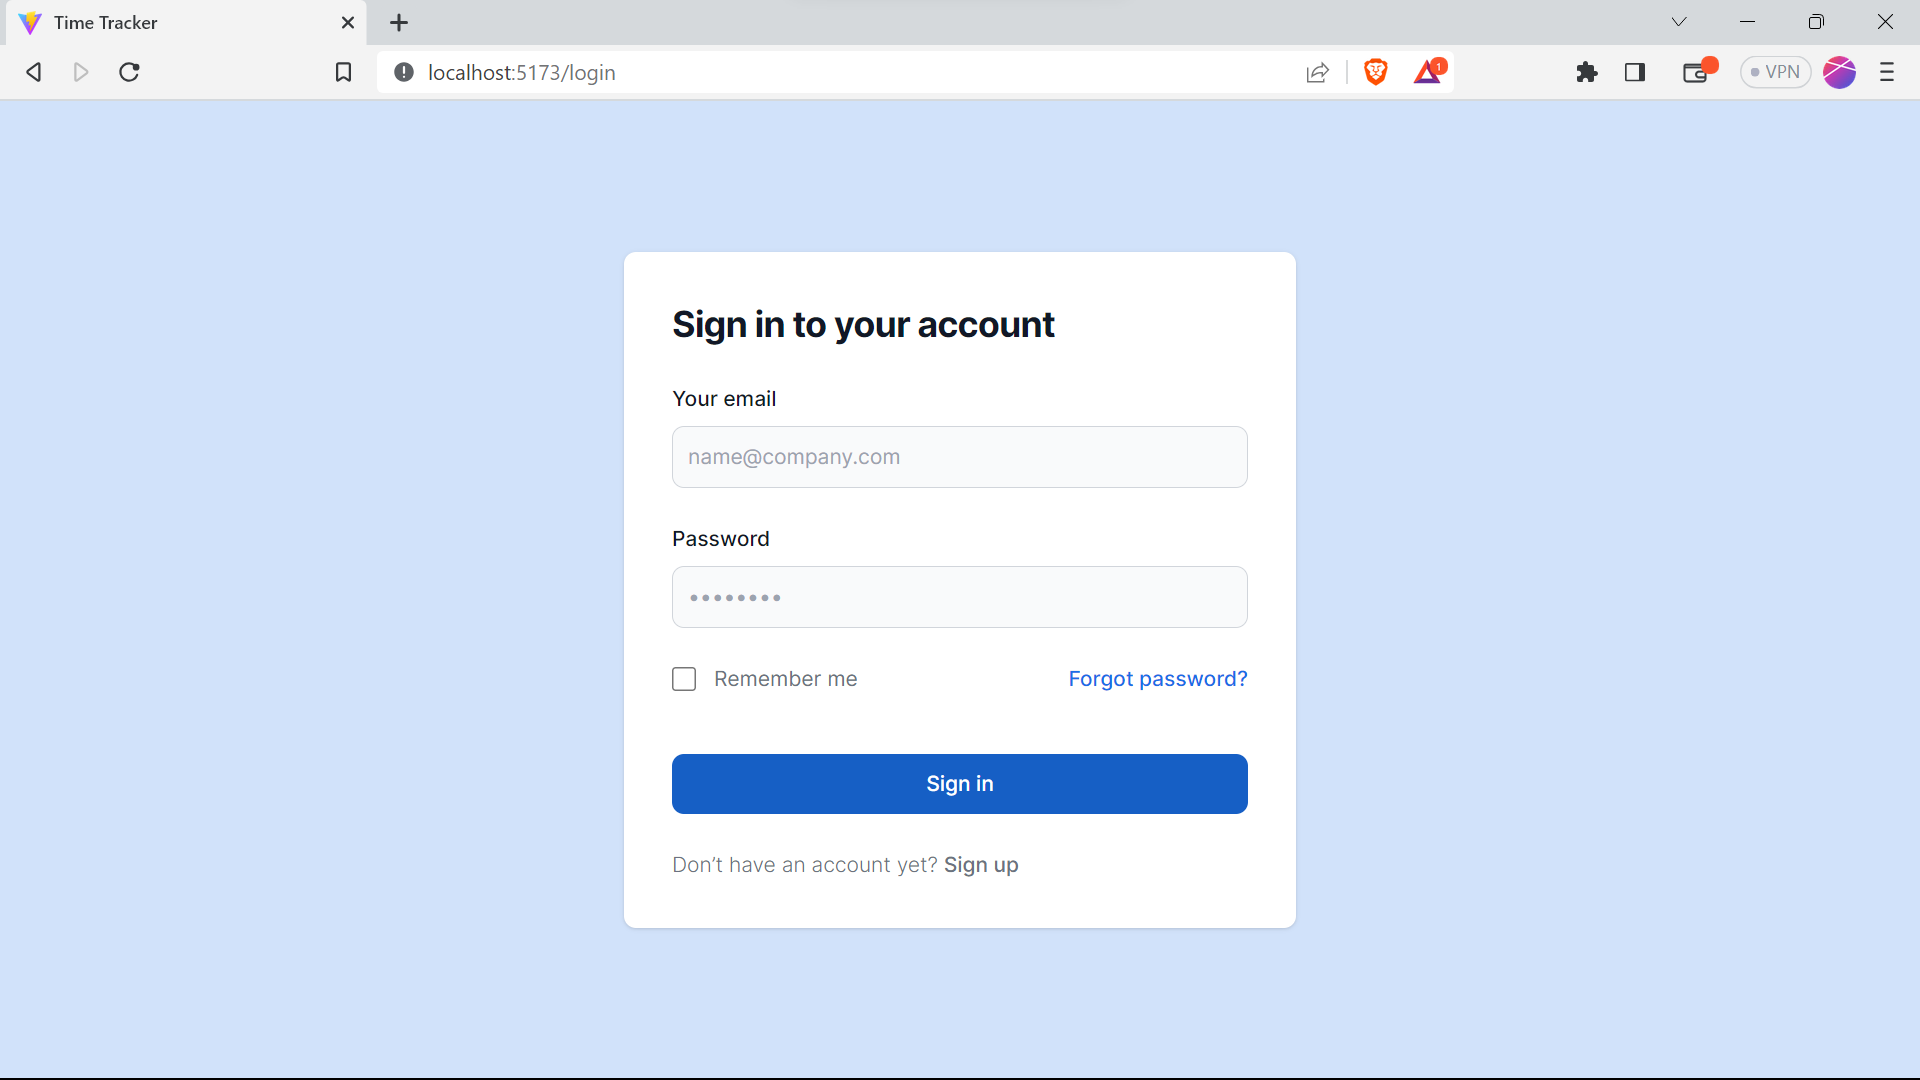 Time Tracker
localhost:5173/login
1
VPN
Sign in to your account
Your email
name@company.com
Password
••••••••
Remember me
Forgot password?
Sign in
Don’t have an account yet? Sign up